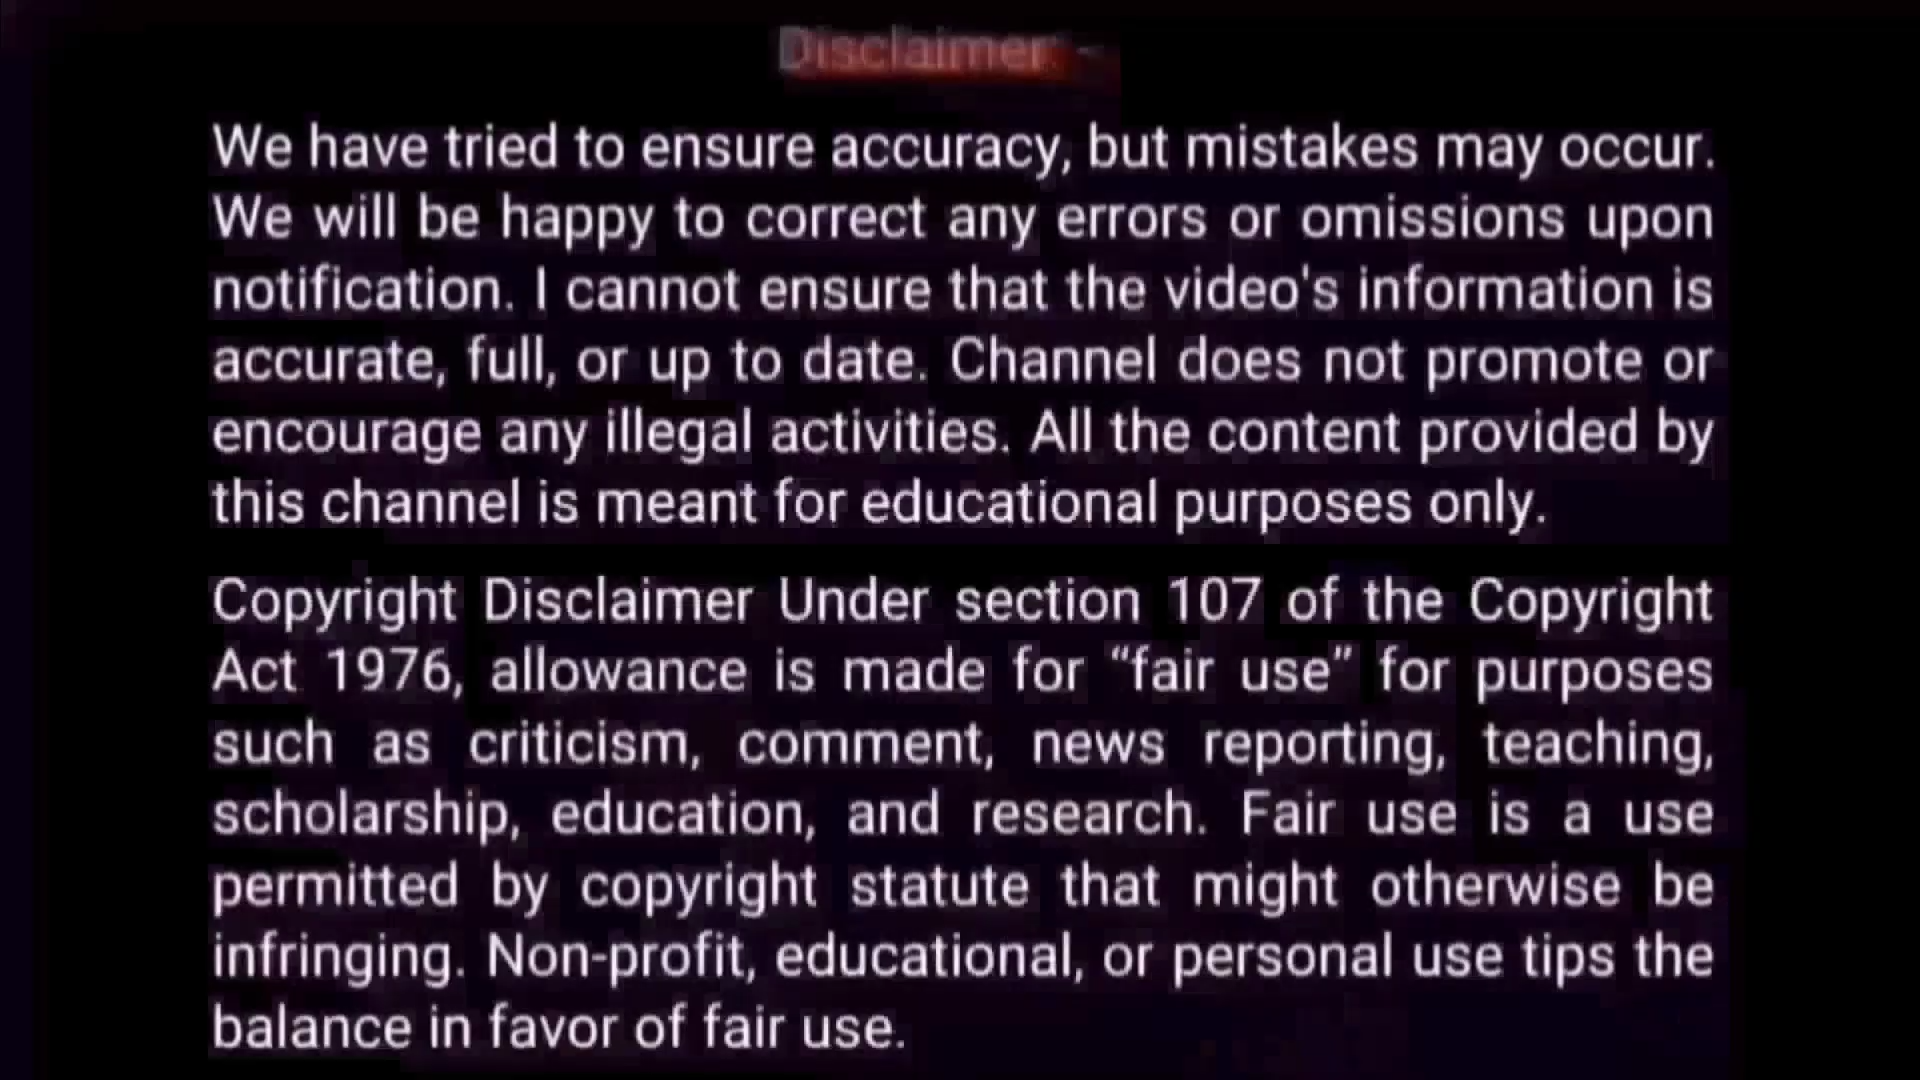 Disclaimer: -
We have tried to ensure accuracy, but mistakes may occur.
We will be happy to correct any errors or omissions upon
notification. I cannot ensure that the video's information is
accurate, full, or up to date. Channel does not promote or
encourage any illegal activities. All the content provided by
this channel is meant for educational purposes only.
Copyright Disclaimer Under section 107 of the Copyright
Act 1976, allowance is made for “fair use” for purposes
such as criticism, comment, news reporting, teaching,
scholarship, education, and research. Fair use is a use
permitted by copyright statute that might otherwise be
infringing. Non-profit, educational, or personal use tips the
balance in favor of fair use.